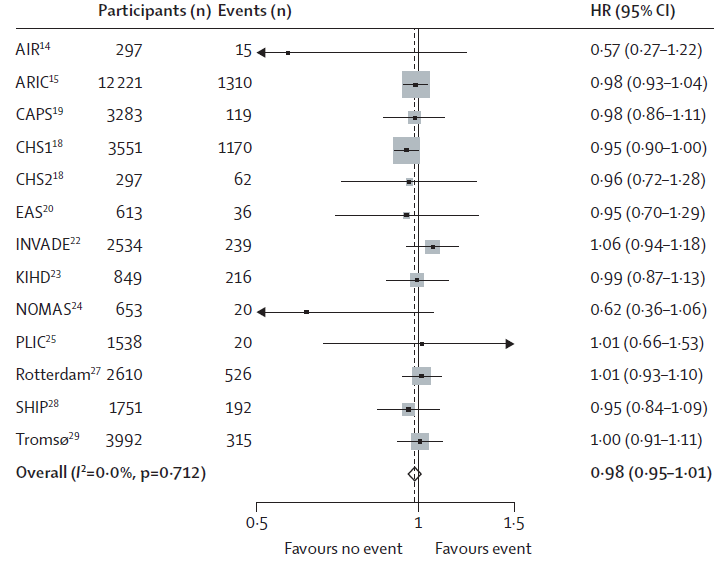 Participants (n) Events (n) HR (95% CI)
AIR¹⁴ 297 15 0·57 (0·27–1·22)
ARIC¹⁵ 12 221 1310 0·98 (0·93–1·04)
CAPS¹⁹ 3283 119 0·98 (0·86–1·11)
CHS1¹⁸ 3551 1170 0·95 (0·90–1·00)
CHS2¹⁸ 297 62 0·96 (0·72–1·28)
EAS²⁰ 613 36 0·95 (0·70–1·29)
INVADE²² 2534 239 1·06 (0·94–1·18)
KIHD²³ 849 216 0·99 (0·87–1·13)
NOMAS²⁴ 653 20 0·62 (0·36–1·06)
PLIC²⁵ 1538 20 1·01 (0·66–1·53)
Rotterdam²⁷ 2610 526 1·01 (0·93–1·10)
SHIP²⁸ 1751 192 0·95 (0·84–1·09)
Tromsø²⁹ 3992 315 1·00 (0·91–1·11)
Overall (I²=0·0%, p=0·712) 0·98 (0·95–1·01)
0·5 1 1·5
Favours no event Favours event